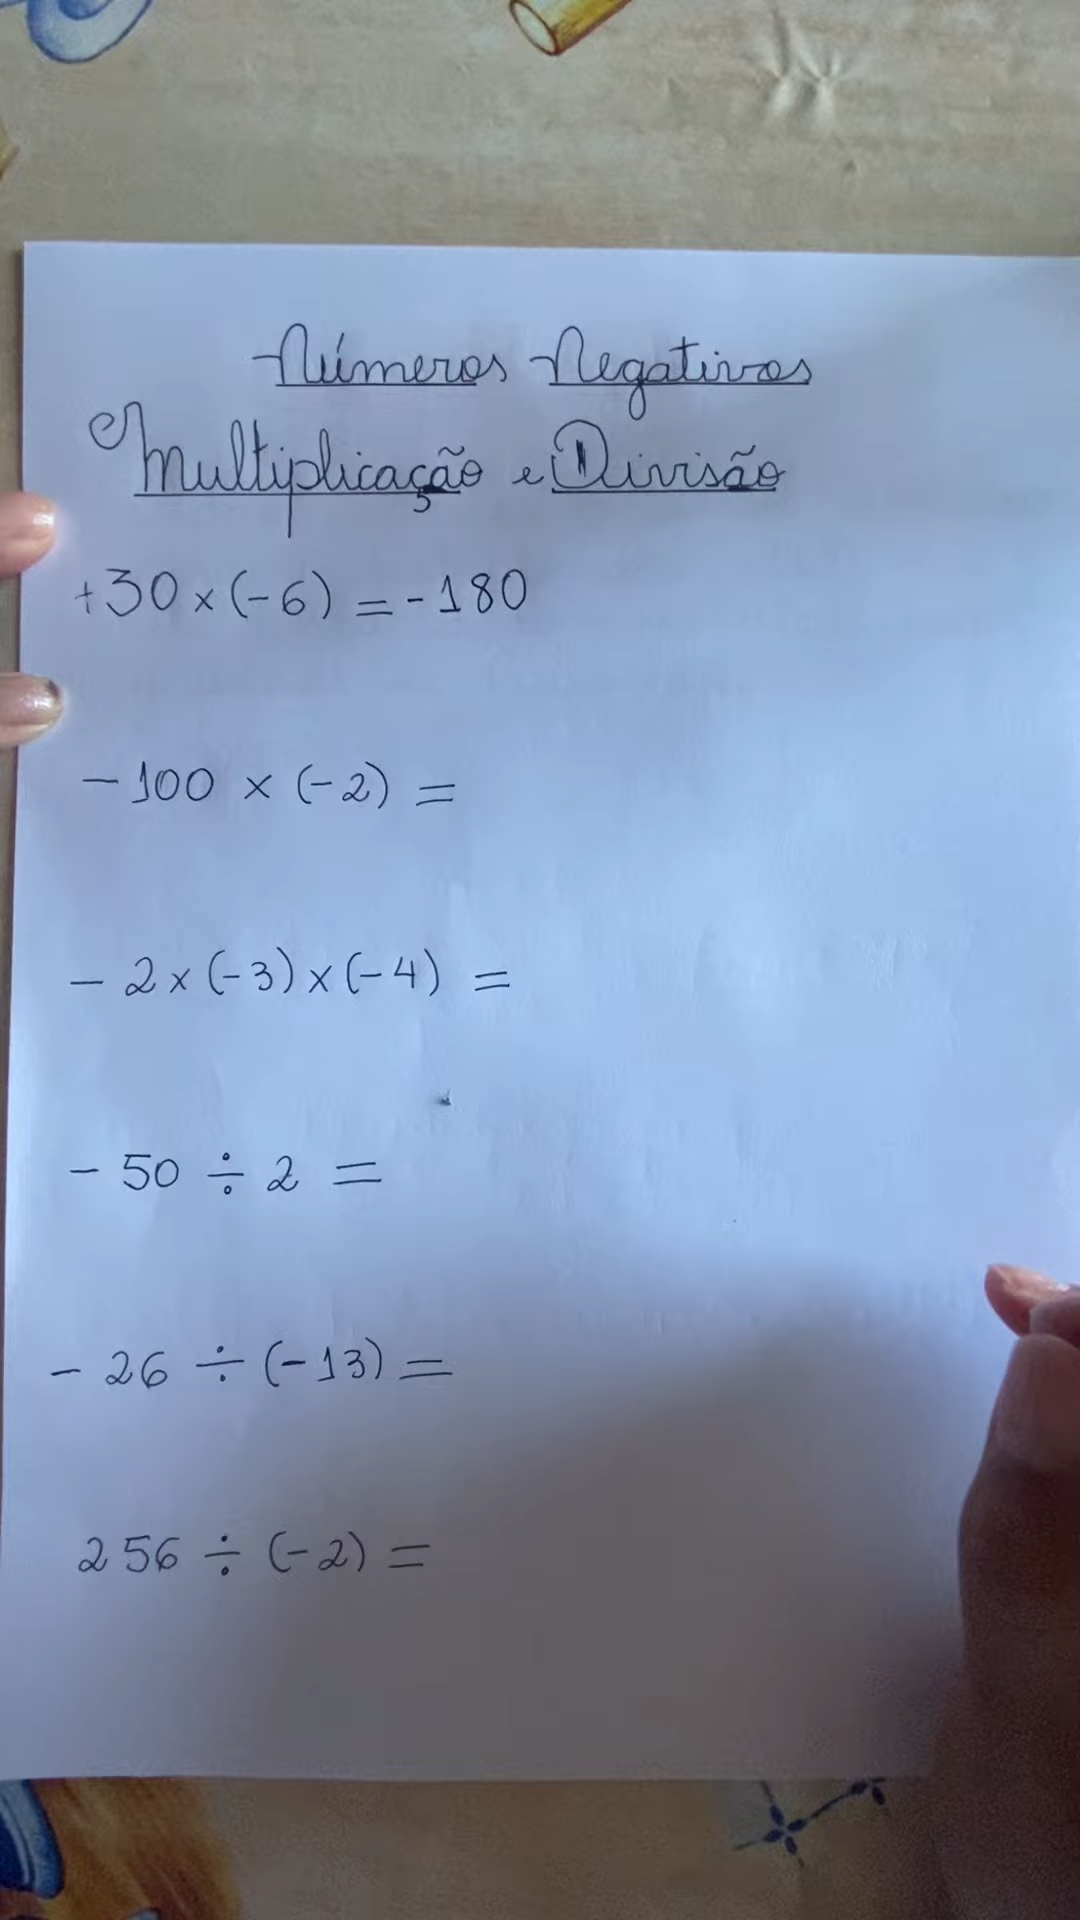 Números Negativos
Multiplicação e Divisão
+30 × (-6) = -180
-100 × (-2) =
-2 × (-3) × (-4) =
-50 ÷ 2 =
-26 ÷ (-13) =
256 ÷ (-2) =